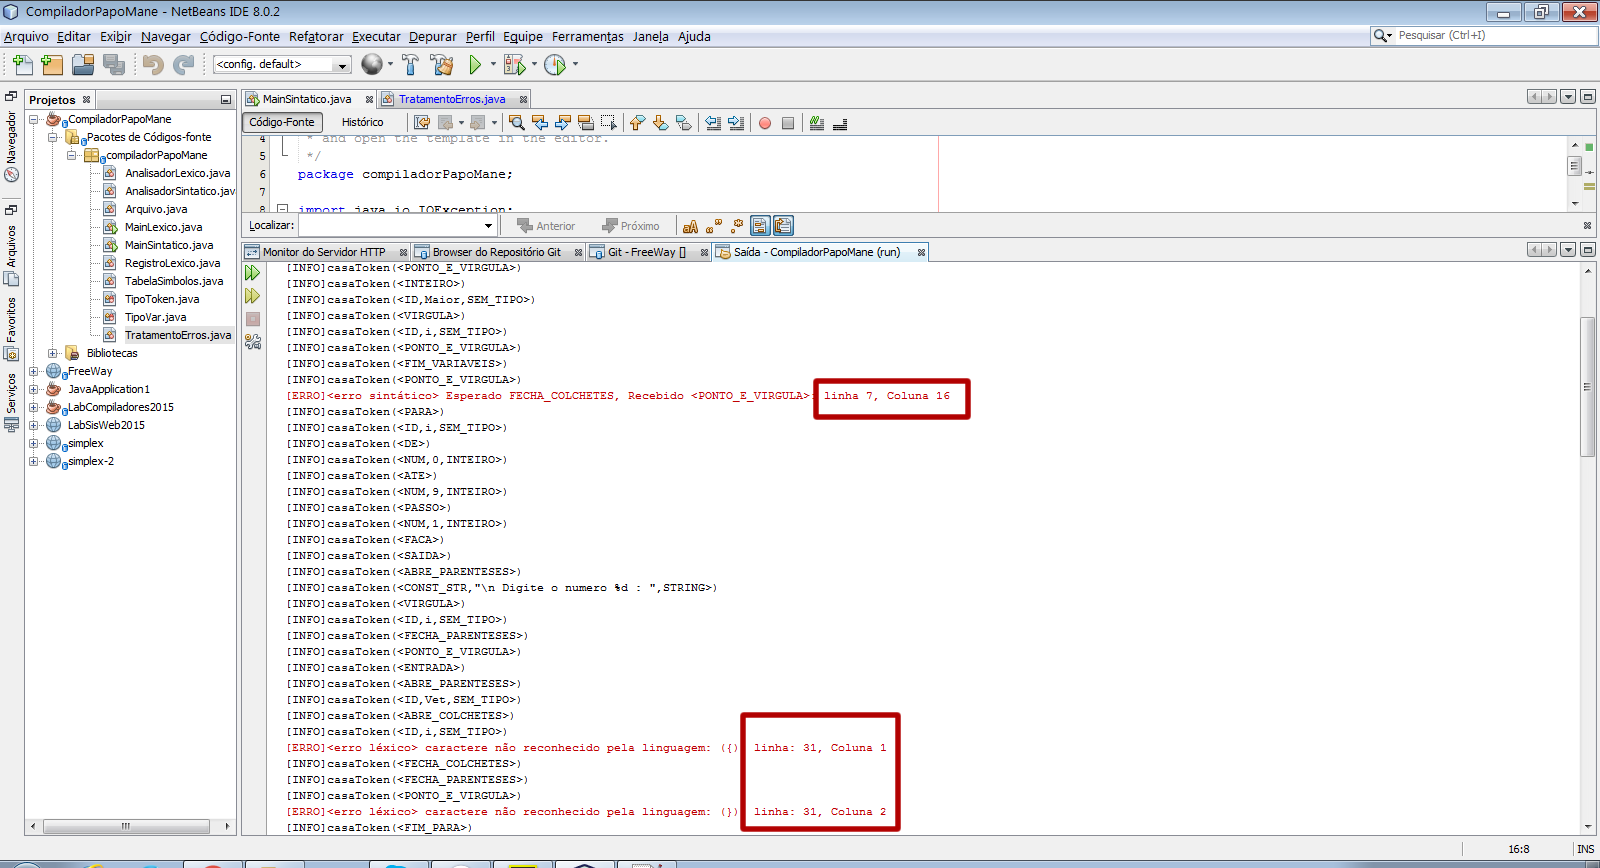 CompiladorPapoMane - NetBeans IDE 8.0.2
Arquivo Editar Exibir Navegar Código-Fonte Refatorar Executar Depurar Perfil Equipe Ferramentas Janela Ajuda
Pesquisar (Ctrl+I)
<config. default>
Navegador
Arquivos
Favoritos
Serviços
Projetos
CompiladorPapoMane
Pacotes de Códigos-fonte
compiladorPapoMane
AnalisadorLexico.java
AnalisadorSintatico.jav
Arquivo.java
MainLexico.java
MainSintatico.java
RegistroLexico.java
TabelaSimbolos.java
TipoToken.java
TipoVar.java
TratamentoErros.java
Bibliotecas
FreeWay
JavaApplication1
LabCompiladores2015
LabSisWeb2015
simplex
simplex-2
MainSintatico.java TratamentoErros.java
Código-Fonte Histórico
4 * and open the template in the editor.
5 */
6 package compiladorPapoMane;
7
8 import java.io.IOException;
Localizar: Anterior Próximo
Monitor do Servidor HTTP Browser do Repositório Git Git - FreeWay [] Saída - CompiladorPapoMane (run)
[INFO]casaToken(<PONTO_E_VIRGULA>)
[INFO]casaToken(<INTEIRO>)
[INFO]casaToken(<ID,Maior,SEM_TIPO>)
[INFO]casaToken(<VIRGULA>)
[INFO]casaToken(<ID,i,SEM_TIPO>)
[INFO]casaToken(<PONTO_E_VIRGULA>)
[INFO]casaToken(<FIM_VARIAVEIS>)
[INFO]casaToken(<PONTO_E_VIRGULA>)
[ERRO]<erro sintático> Esperado FECHA_COLCHETES, Recebido <PONTO_E_VIRGULA> linha 7, Coluna 16
[INFO]casaToken(<PARA>)
[INFO]casaToken(<ID,i,SEM_TIPO>)
[INFO]casaToken(<DE>)
[INFO]casaToken(<NUM,0,INTEIRO>)
[INFO]casaToken(<ATE>)
[INFO]casaToken(<NUM,9,INTEIRO>)
[INFO]casaToken(<PASSO>)
[INFO]casaToken(<NUM,1,INTEIRO>)
[INFO]casaToken(<FACA>)
[INFO]casaToken(<SAIDA>)
[INFO]casaToken(<ABRE_PARENTESES>)
[INFO]casaToken(<CONST_STR,"\n Digite o numero %d : ",STRING>)
[INFO]casaToken(<VIRGULA>)
[INFO]casaToken(<ID,i,SEM_TIPO>)
[INFO]casaToken(<FECHA_PARENTESES>)
[INFO]casaToken(<PONTO_E_VIRGULA>)
[INFO]casaToken(<ENTRADA>)
[INFO]casaToken(<ABRE_PARENTESES>)
[INFO]casaToken(<ID,Vet,SEM_TIPO>)
[INFO]casaToken(<ABRE_COLCHETES>)
[INFO]casaToken(<ID,i,SEM_TIPO>)
[ERRO]<erro léxico> caractere não reconhecido pela linguagem: ({) linha: 31, Coluna 1
[INFO]casaToken(<FECHA_COLCHETES>)
[INFO]casaToken(<FECHA_PARENTESES>)
[INFO]casaToken(<PONTO_E_VIRGULA>)
[ERRO]<erro léxico> caractere não reconhecido pela linguagem: (}) linha: 31, Coluna 2
[INFO]casaToken(<FIM_PARA>)
16:8 INS